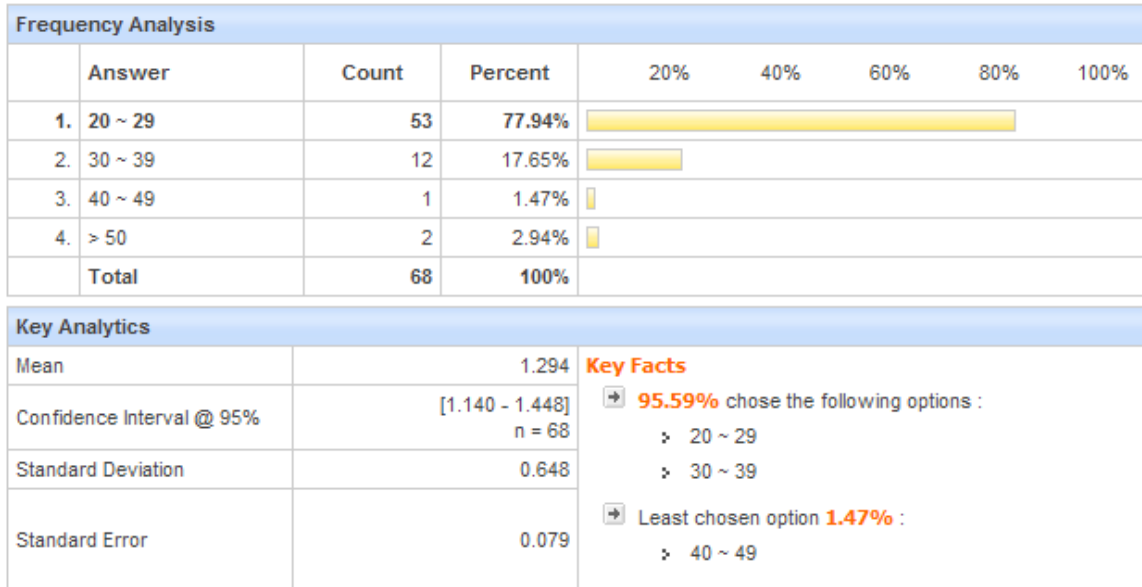 Frequency Analysis
Answer Count Percent 20% 40% 60% 80% 100%
1. 20 ~ 29 53 77.94%
2. 30 ~ 39 12 17.65%
3. 40 ~ 49 1 1.47%
4. > 50 2 2.94%
Total 68 100%
Key Analytics
Mean 1.294
Confidence Interval @ 95% [1.140 - 1.448]
n = 68
Standard Deviation 0.648
Standard Error 0.079
Key Facts
95.59% chose the following options :
20 ~ 29
30 ~ 39
Least chosen option 1.47% :
40 ~ 49